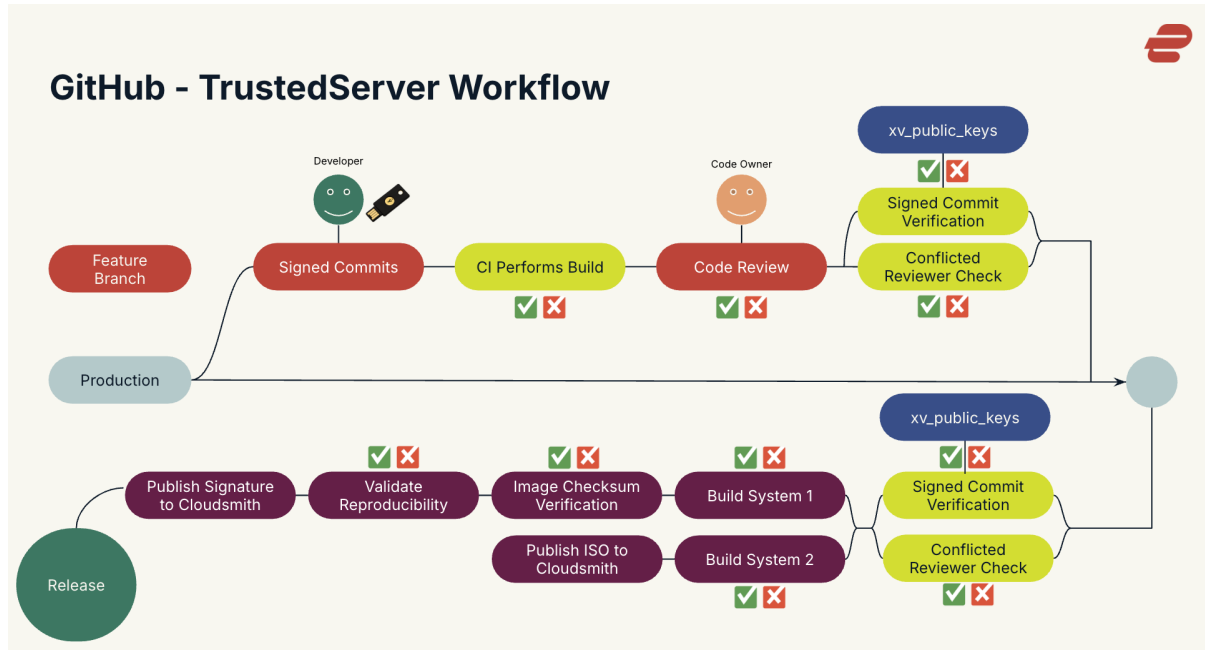 GitHub - TrustedServer Workflow
xv_public_keys
Developer
Code Owner
Signed Commit
Verification
Feature
Branch
Signed Commits
CI Performs Build
Code Review
Conflicted
Reviewer Check
Production
xv_public_keys
Publish Signature
to Cloudsmith
Validate
Reproducibility
Image Checksum
Verification
Build System 1
Signed Commit
Verification
Publish ISO to
Cloudsmith
Build System 2
Conflicted
Reviewer Check
Release